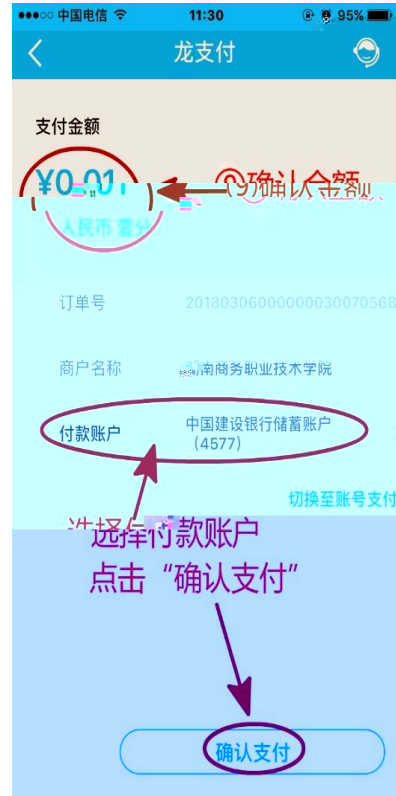 中国电信 11:30 95%
龙支付
支付金额
¥0.01
确认金额
人民币 壹分
订单号 20180306000000030070568
商户名称 湖南商务职业技术学院
付款账户 中国建设银行储蓄账户
(4577)
切换至账号支付
选择付款账户
点击“确认支付”
确认支付